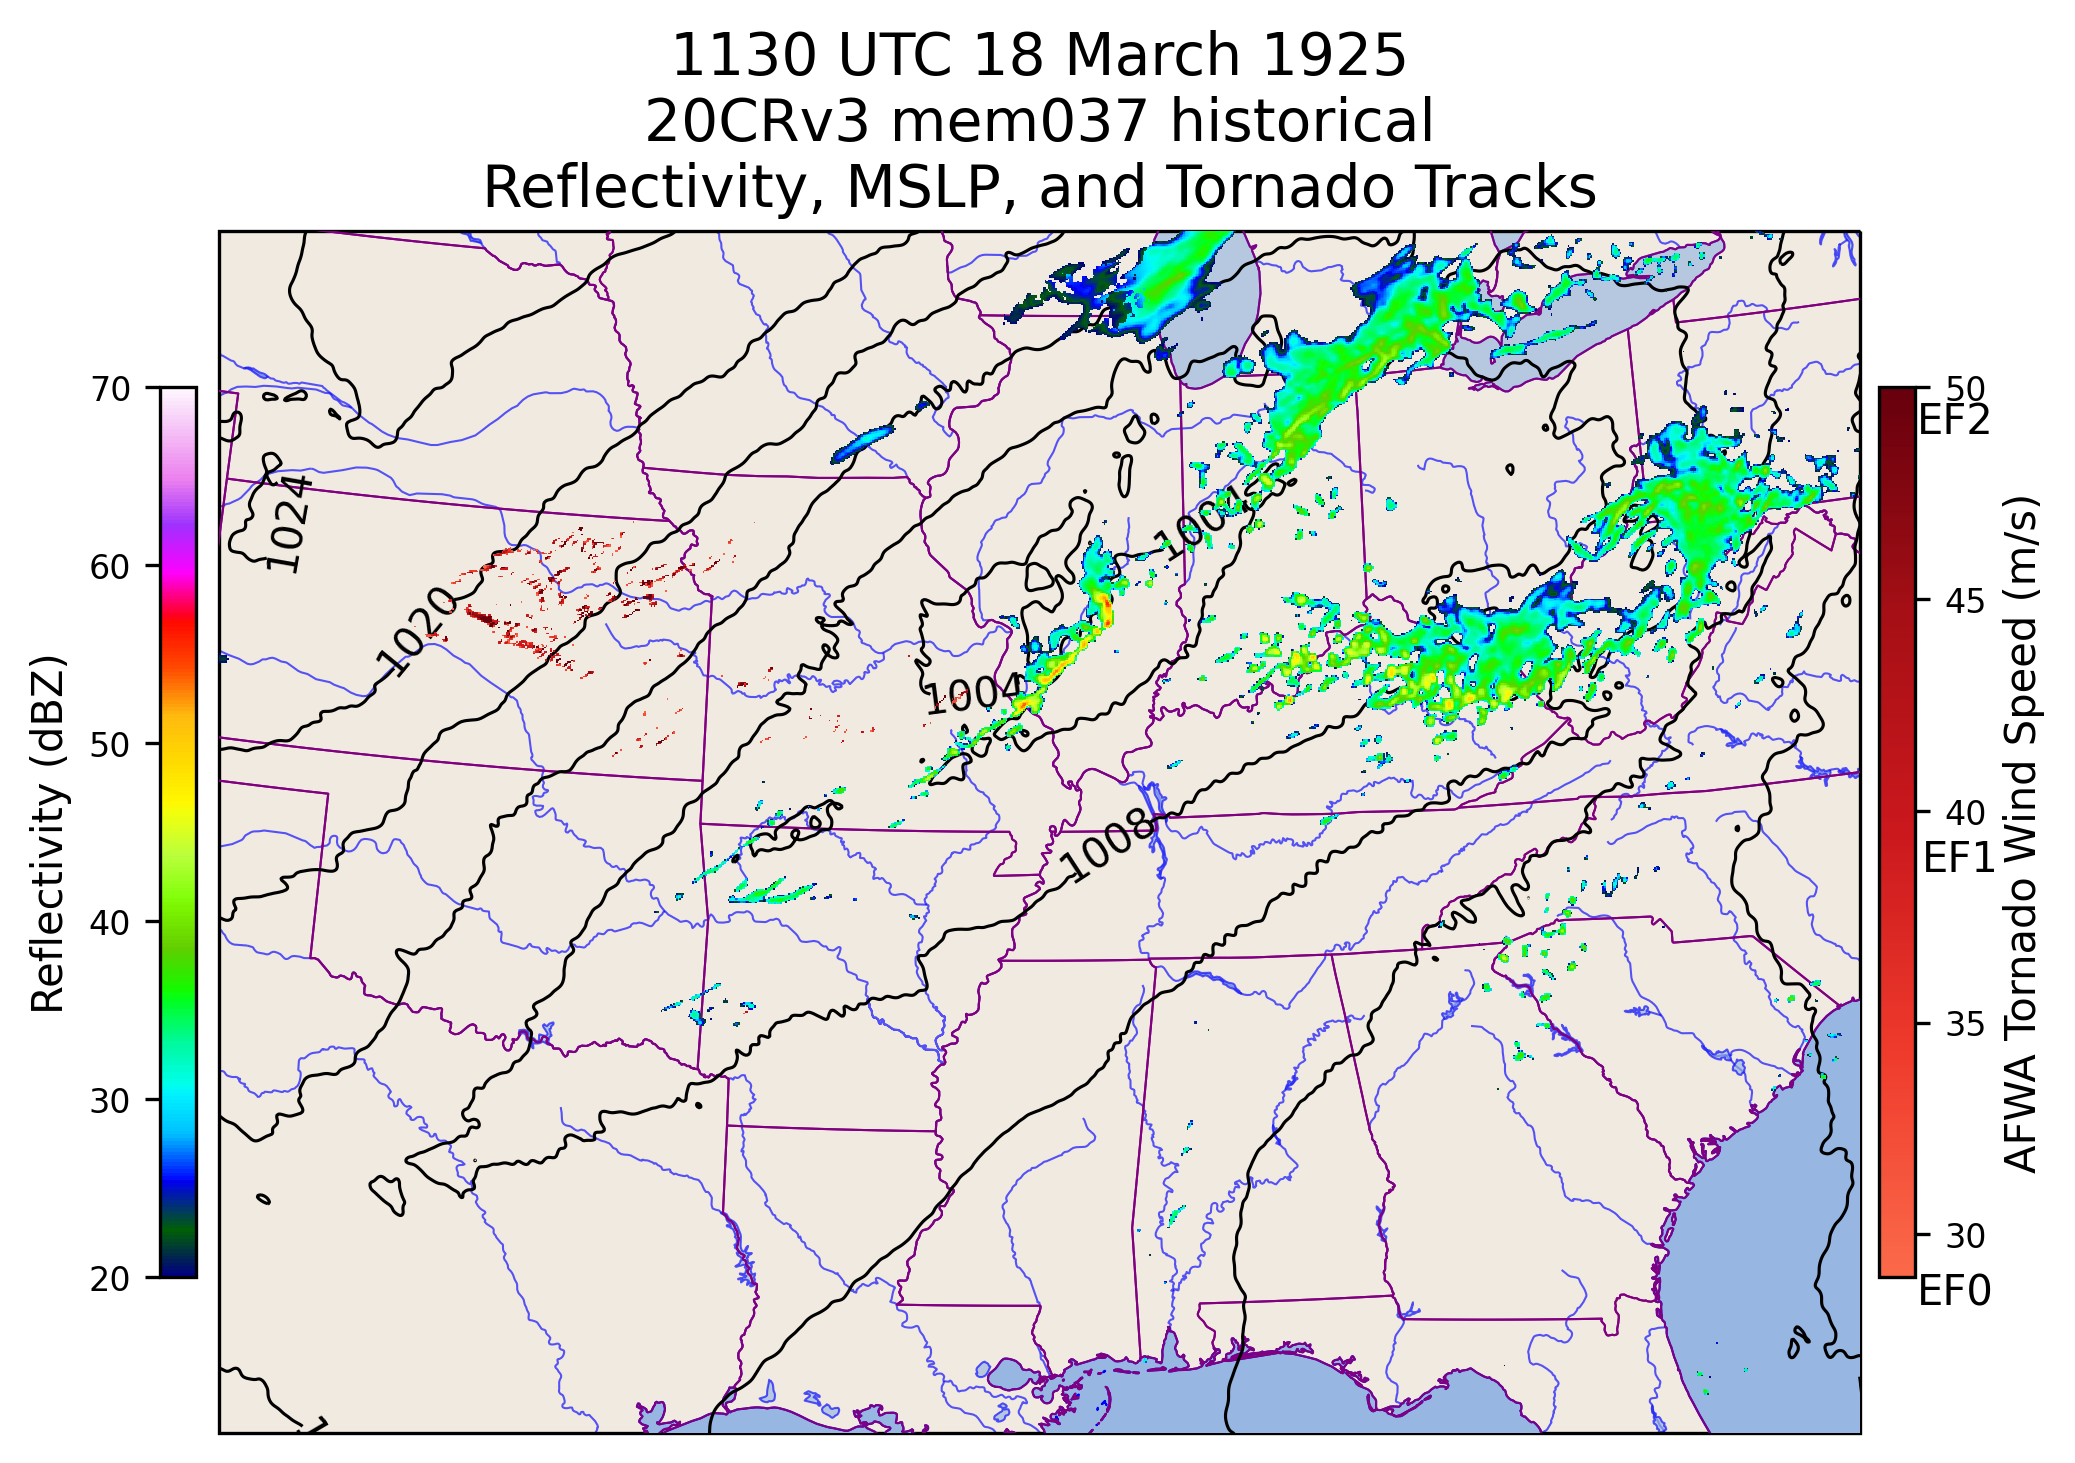 1130 UTC 18 March 1925
20CRv3 mem037 historical
Reflectivity, MSLP, and Tornado Tracks
70
60
50
40
30
20
Reflectivity (dBZ)
1024
1020
1004
1004
1008
50
EF2
45
40
EF1
35
30
EF0
AFWA Tornado Wind Speed (m/s)